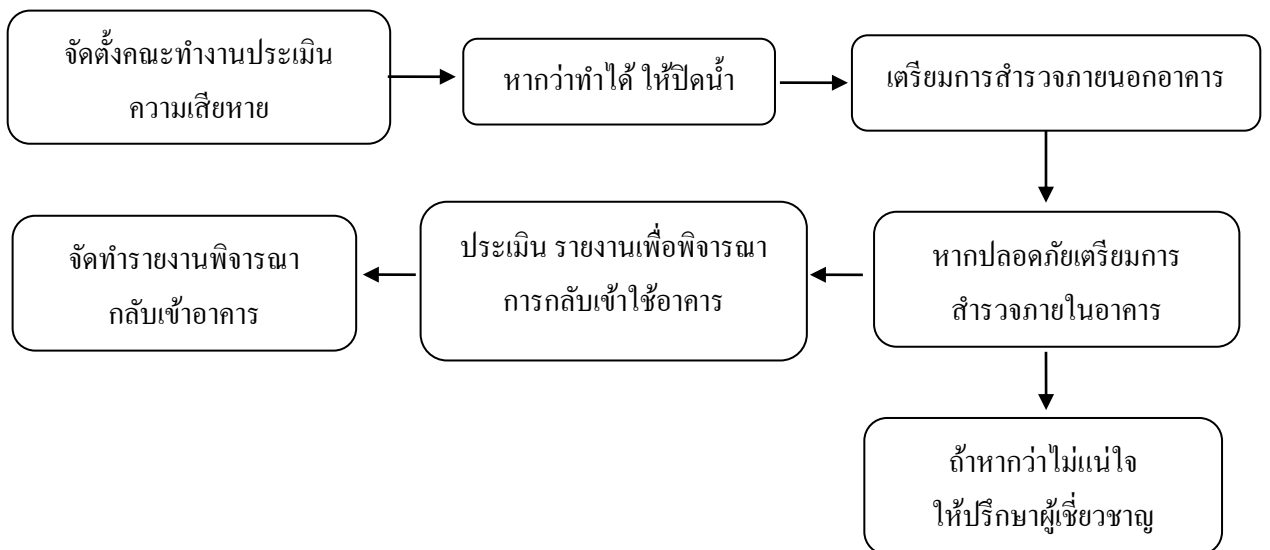 จัดตั้งคณะทำงานประเมิน
ความเสียหาย
หากว่าทำได้ ให้ปิดน้ำ
เตรียมการสำรวจภายนอกอาคาร
หากปลอดภัยเตรียมการ
สำรวจภายในอาคาร
ประเมิน รายงานเพื่อพิจารณา
การกลับเข้าใช้อาคาร
จัดทำรายงานพิจารณา
กลับเข้าอาคาร
ถ้าหากว่าไม่แน่ใจ
ให้ปรึกษาผู้เชี่ยวชาญ